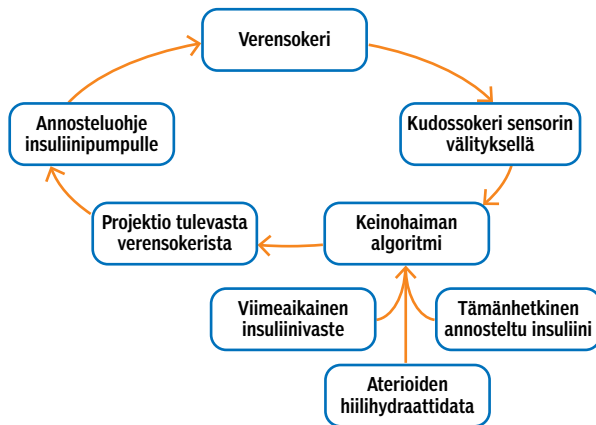 Verensokeri
Annosteluohje
insuliinipumpulle
Kudossokeri sensorin
välityksellä
Projektio tulevasta
verensokerista
Keinohaiman
algoritmi
Viimeaikainen
insuliinivaste
Tämänhetkinen
annosteltu insuliini
Aterioiden
hiilihydraattidata